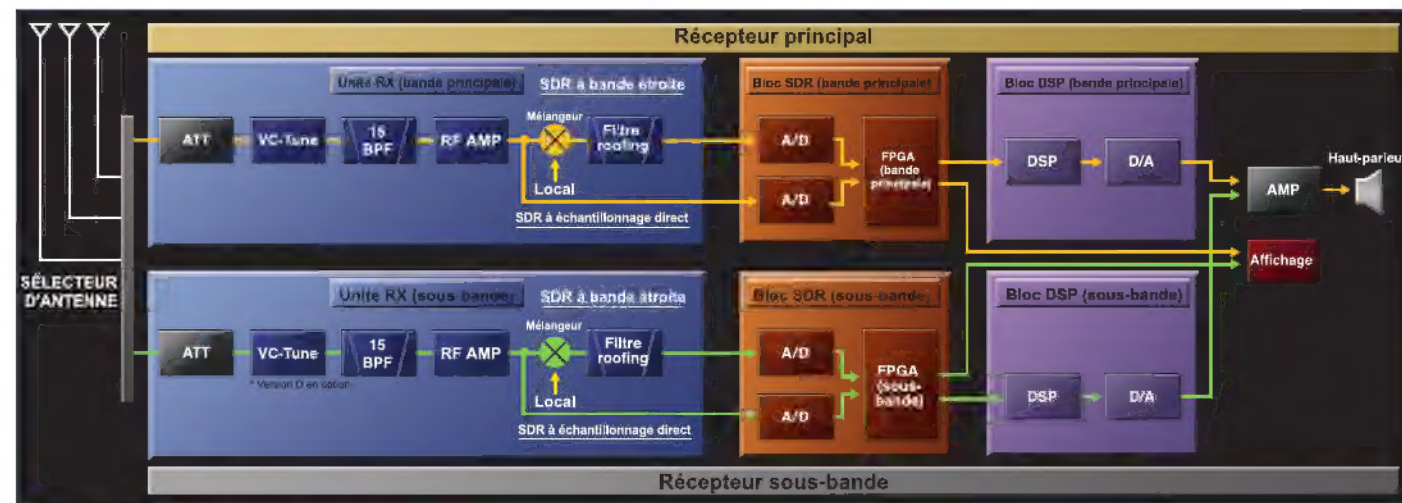 Récepteur principal
Unité RX (bande principale)
SDR à bande étroite
Mélangeur
ATT
VC-Tune
15
BPF
RF AMP
Filtre
roofing
Local
SDR à échantillonnage direct
Bloc SDR (bande principale)
A/D
A/D
FPGA
(bande
principale)
Bloc DSP (bande principale)
DSP
D/A
AMP
Haut-parleur
Affichage
SÉLECTEUR
D'ANTENNE
Unité RX (sous-bande)
SDR à bande étroite
Mélangeur
ATT
VC-Tune
* Version D en option
15
BPF
RF AMP
Filtre
roofing
Local
SDR à échantillonnage direct
Bloc SDR (sous-bande)
A/D
A/D
FPGA
(sous-
bande)
Bloc DSP (sous-bande)
DSP
D/A
Récepteur sous-bande